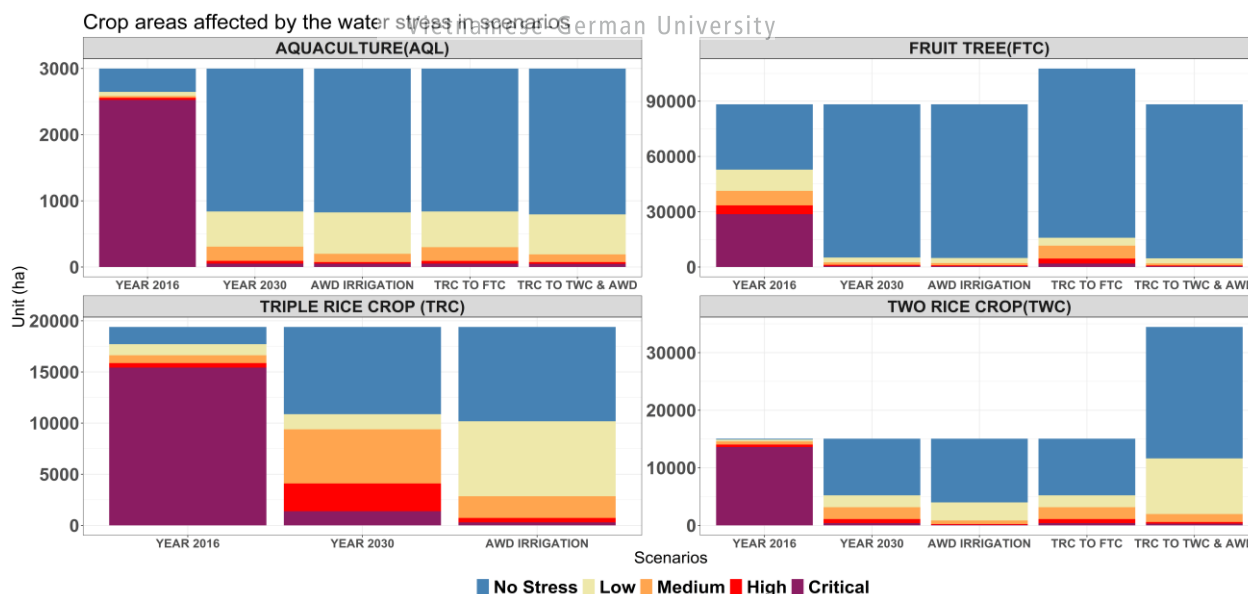 Vietnamese-German University
Crop areas affected by the water stress in scenarios
AQUACULTURE(AQL)
3000
2000
1000
0
YEAR 2016 YEAR 2030 AWD IRRIGATION TRC TO FTC TRC TO TWC & AWD
FRUIT TREE(FTC)
90000
60000
30000
0
YEAR 2016 YEAR 2030 AWD IRRIGATION TRC TO FTC TRC TO TWC & AWD
Unit (ha)
TRIPLE RICE CROP (TRC)
20000
15000
10000
5000
0
YEAR 2016 YEAR 2030 AWD IRRIGATION
TWO RICE CROP(TWC)
30000
20000
10000
0
YEAR 2016 YEAR 2030 AWD IRRIGATION TRC TO FTC TRC TO TWC & AWD
Scenarios
No Stress Low Medium High Critical